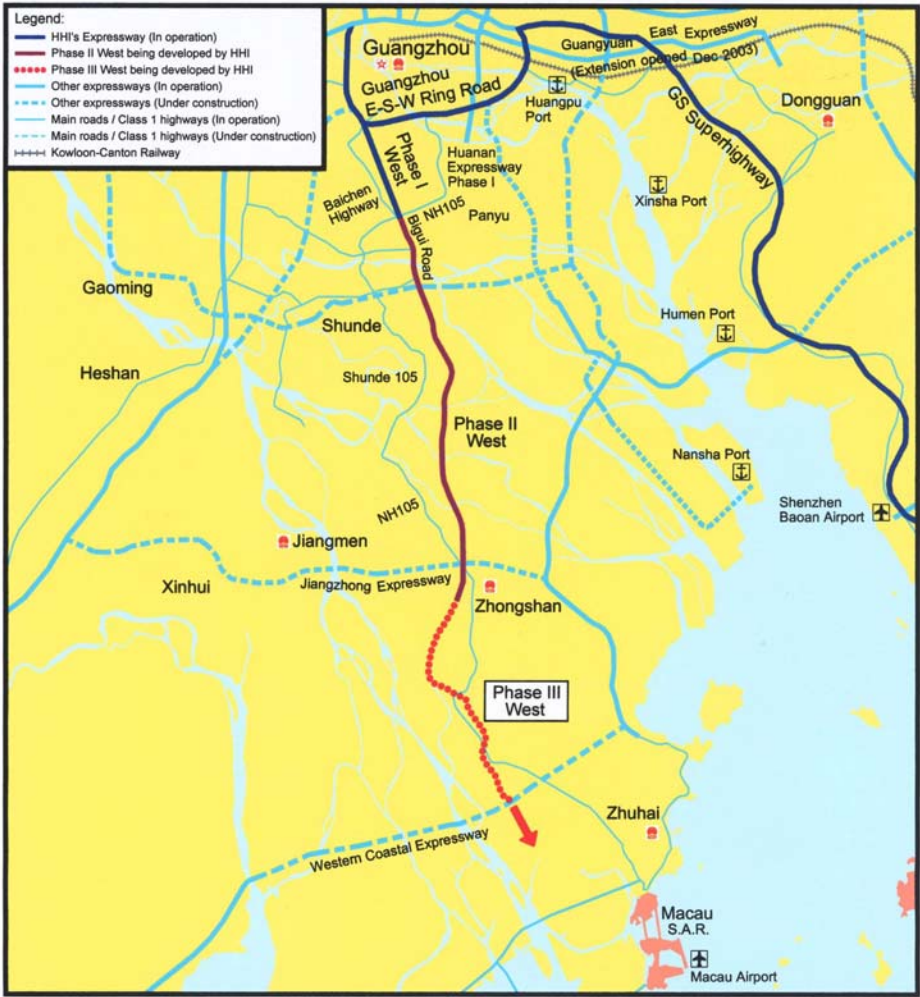 Legend:
HHI's Expressway (In operation)
Phase II West being developed by HHI
Phase III West being developed by HHI
Other expressways (In operation)
Other expressways (Under construction)
Main roads / Class 1 highways (In operation)
Main roads / Class 1 highways (Under construction)
Kowloon-Canton Railway
Guangzhou
Guangzhou
E-S-W Ring Road
Guangyuan East Expressway
(Extension opened Dec 2003)
Huangpu
Port
GS Superhighway
Dongguan
Phase I
West
Huanan
Expressway
Phase I
Baichen
Highway
NH105
Panyu
Bigui Road
Xinsha Port
Gaoming
Shunde
Humen Port
Heshan
Shunde 105
Phase II
West
Nansha Port
NH105
Shenzhen
Baoan Airport
Jiangmen
Xinhui
Jiangzhong Expressway
Zhongshan
Phase III
West
Zhuhai
Western Coastal Expressway
Macau
S.A.R.
Macau Airport